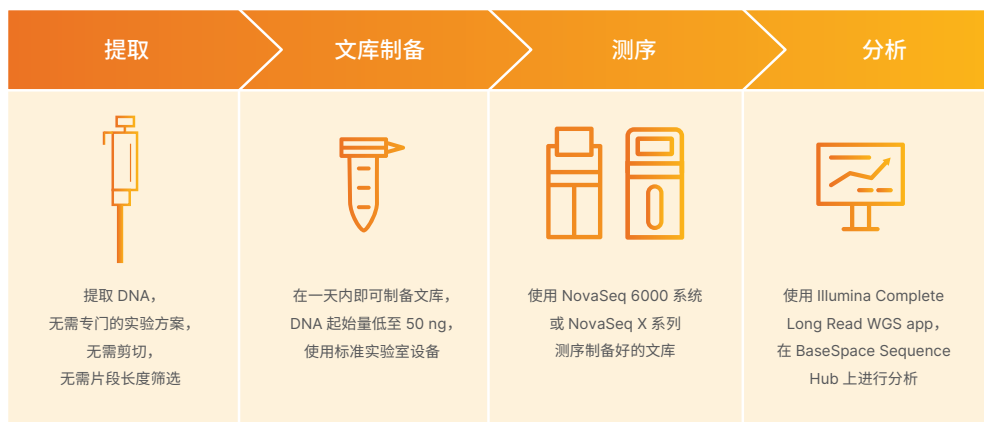 提取
文库制备
测序
分析
提取 DNA，
无需专门的实验方案，
无需剪切，
无需片段长度筛选
在一天内即可制备文库，
DNA 起始量低至 50 ng，
使用标准实验室设备
使用 NovaSeq 6000 系统
或 NovaSeq X 系列
测序制备好的文库
使用 Illumina Complete
Long Read WGS app，
在 BaseSpace Sequence
Hub 上进行分析